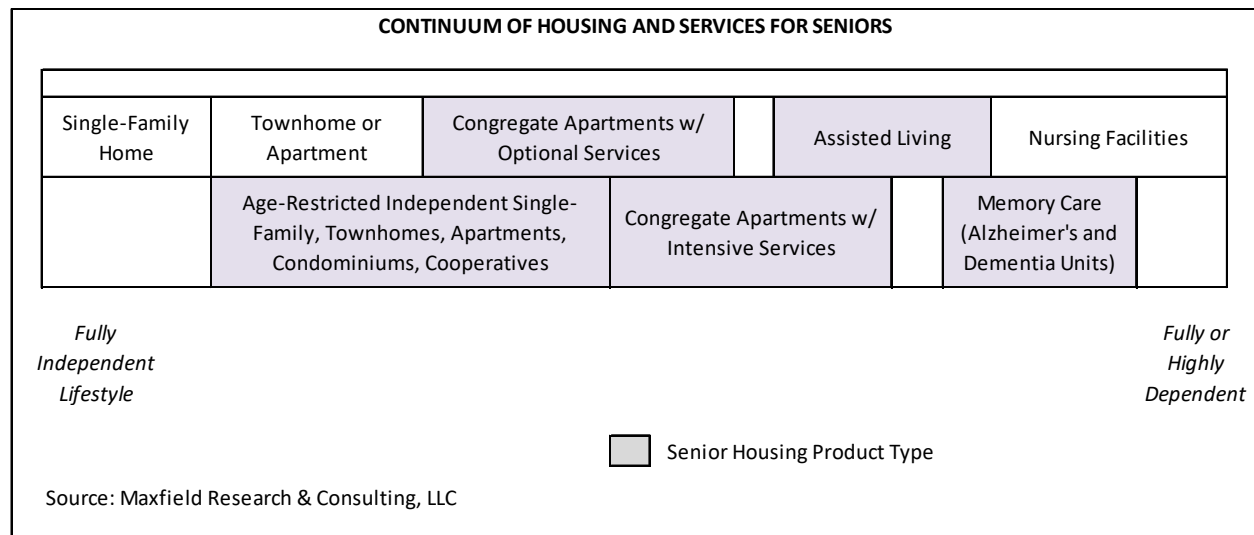 CONTINUUM OF HOUSING AND SERVICES FOR SENIORS
Single-Family
Home
Townhome or
Apartment
Congregate Apartments w/
Optional Services
Assisted Living
Nursing Facilities
Age-Restricted Independent Single-
Family, Townhomes, Apartments,
Condominiums, Cooperatives
Congregate Apartments w/
Intensive Services
Memory Care
(Alzheimer's and
Dementia Units)
Fully
Independent
Lifestyle
Fully or
Highly
Dependent
Senior Housing Product Type
Source: Maxfield Research & Consulting, LLC